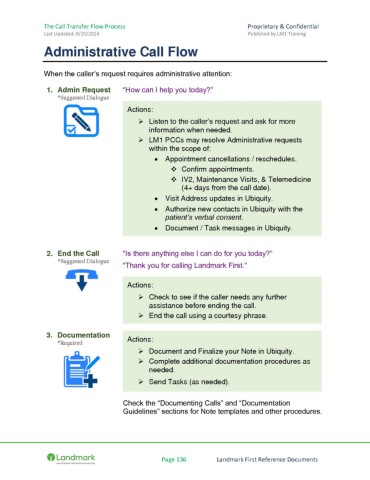 The Call Transfer Flow Process Proprietary & Confidential
Last Updated: 6/20/2024 Published by LM1 Training
Administrative Call Flow
When the caller's request requires administrative attention:
1. Admin Request "How can I help you today?"
*Suggested Dialogue
Actions:
➢ Listen to the caller's request and ask for more
information when needed.
➢ LM1 PCCs may resolve Administrative requests
within the scope of:
• Appointment cancellations / reschedules.
❖ Confirm appointments.
❖ IV2, Maintenance Visits, & Telemedicine
(4+ days from the call date).
• Visit Address updates in Ubiquity.
• Authorize new contacts in Ubiquity with the
patient's verbal consent.
• Document / Task messages in Ubiquity.
2. End the Call "Is there anything else I can do for you today?"
*Suggested Dialogue
"Thank you for calling Landmark First."
Actions:
➢ Check to see if the caller needs any further
assistance before ending the call.
➢ End the call using a courtesy phrase.
3. Documentation
*Required
Actions:
➢ Document and Finalize your Note in Ubiquity.
➢ Complete additional documentation procedures as
needed.
➢ Send Tasks (as needed).
Check the "Documenting Calls" and "Documentation
Guidelines" sections for Note templates and other procedures.
Landmark
Page 136 Landmark First Reference Documents